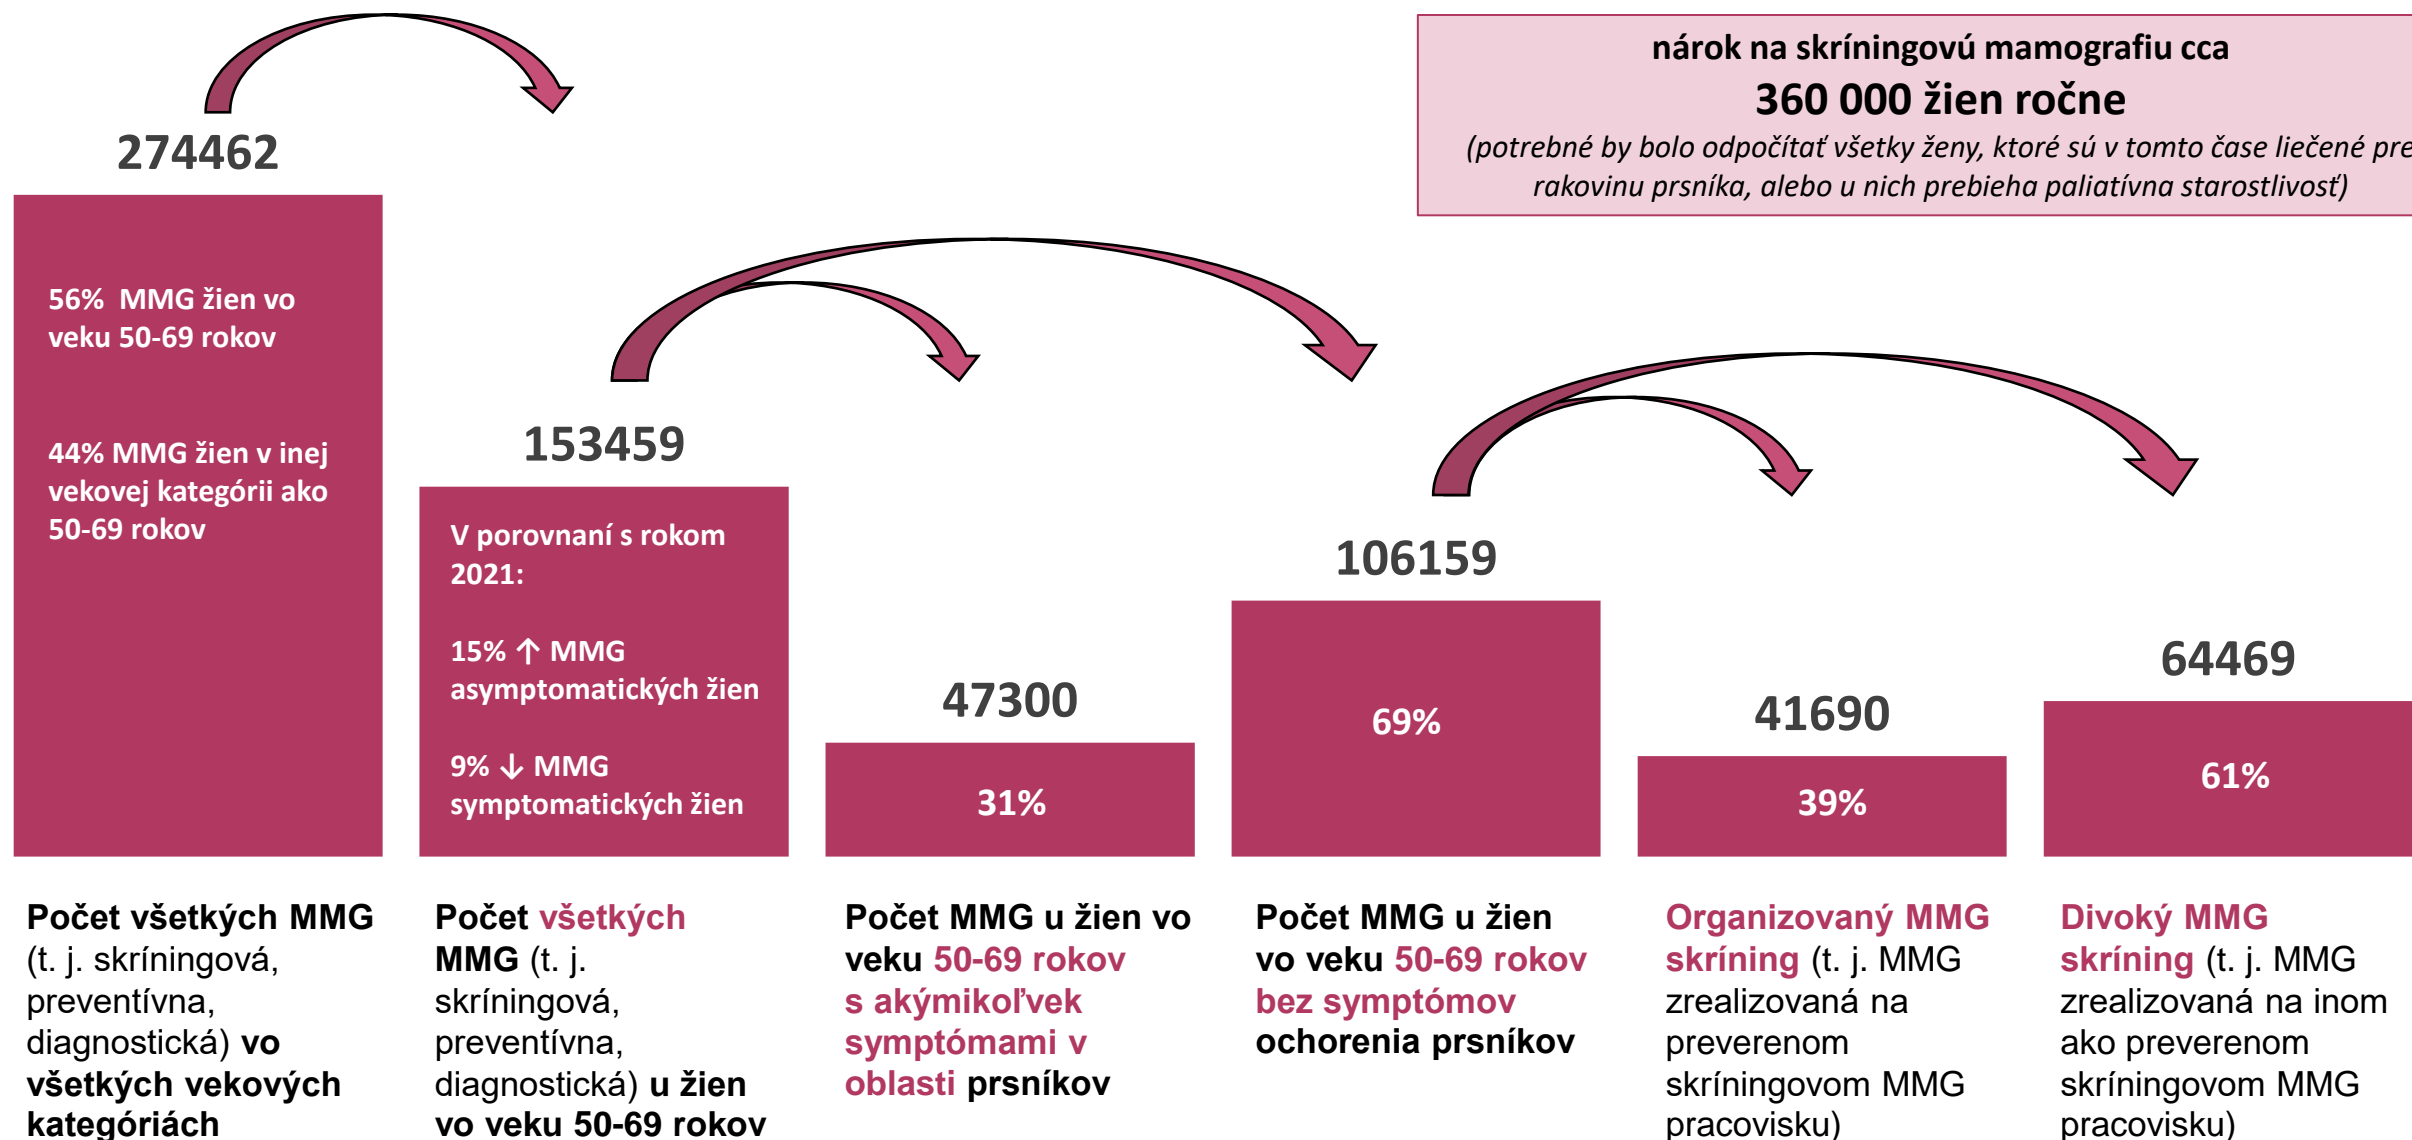 nárok na skríningovú mamografiu cca
360 000 žien ročne
(potrebné by bolo odpočítať všetky ženy, ktoré sú v tomto čase liečené pre
rakovinu prsníka, alebo u nich prebieha paliatívna starostlivosť)
274462
56% MMG žien vo
veku 50-69 rokov
44% MMG žien v inej
vekovej kategórii ako
50-69 rokov
Počet všetkých MMG
(t. j. skríningová,
preventívna,
diagnostická) vo
všetkých vekových
kategóriách
153459
V porovnaní s rokom
2021:
15% ↑ MMG
asymptomatických žien
9% ↓ MMG
symptomatických žien
Počet všetkých
MMG (t. j.
skríningová,
preventívna,
diagnostická) u žien
vo veku 50-69 rokov
47300
31%
Počet MMG u žien vo
veku 50-69 rokov
s akýmikoľvek
symptómami v
oblasti prsníkov
106159
69%
Počet MMG u žien
vo veku 50-69 rokov
bez symptómov
ochorenia prsníkov
41690
39%
Organizovaný MMG
skríning (t. j. MMG
zrealizovaná na
preverenom
skríningovom MMG
pracovisku)
64469
61%
Divoký MMG
skríning (t. j. MMG
zrealizovaná na inom
ako preverenom
skríningovom MMG
pracovisku)